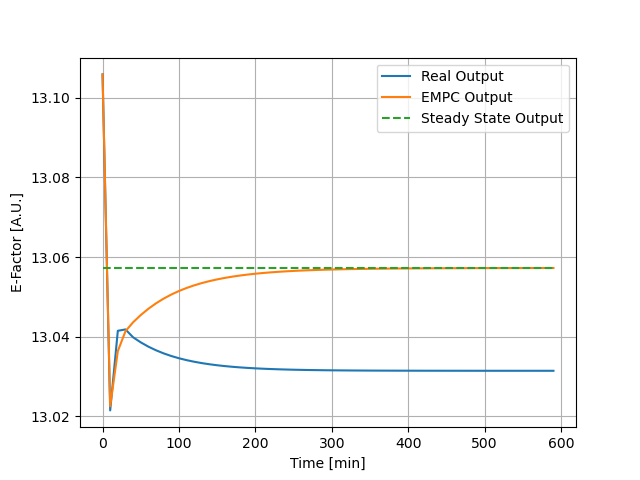 Real Output
EMPC Output
Steady State Output
E-Factor [A.U.]
13.10
13.08
13.06
13.04
13.02
0 100 200 300 400 500 600
Time [min]